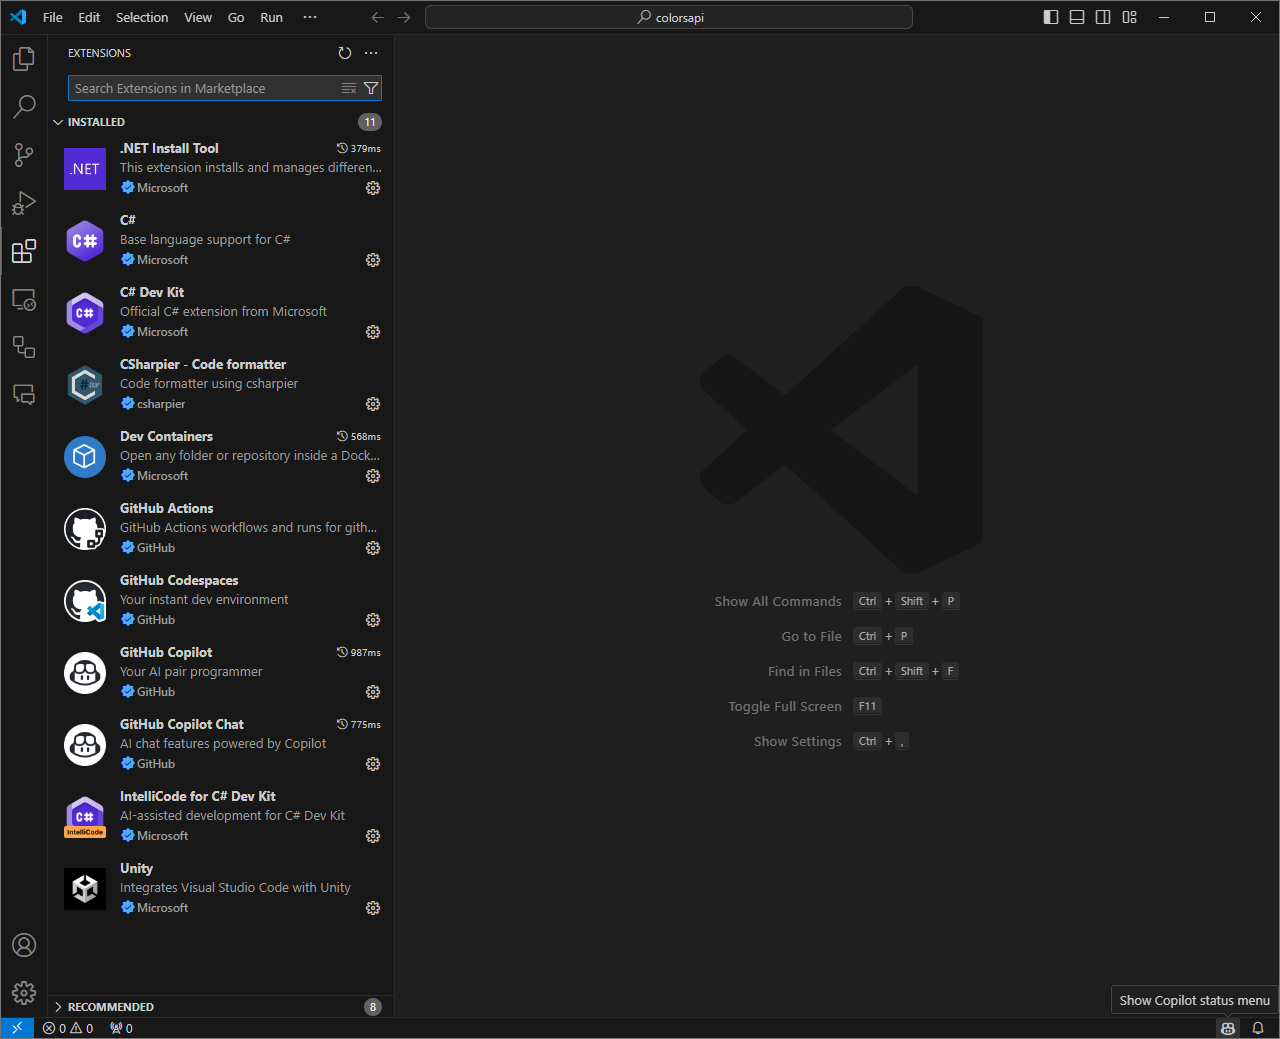 File Edit Selection View Go Run ···
colorsapi
EXTENSIONS
Search Extensions in Marketplace
INSTALLED 11
.NET
.NET Install Tool 379ms
This extension installs and manages differen...
Microsoft
C#
C#
Base language support for C#
Microsoft
C#
C# Dev Kit
Official C# extension from Microsoft
Microsoft
CSharpier - Code formatter
Code formatter using csharpier
csharpier
Dev Containers 568ms
Open any folder or repository inside a Dock...
Microsoft
GitHub Actions
GitHub Actions workflows and runs for gith...
GitHub
GitHub Codespaces
Your instant dev environment
GitHub
GitHub Copilot 987ms
Your AI pair programmer
GitHub
GitHub Copilot Chat 775ms
AI chat features powered by Copilot
GitHub
C#
IntelliCode
IntelliCode for C# Dev Kit
AI-assisted development for C# Dev Kit
Microsoft
Unity
Integrates Visual Studio Code with Unity
Microsoft
RECOMMENDED 8
Show All Commands Ctrl + Shift + P
Go to File Ctrl + P
Find in Files Ctrl + Shift + F
Toggle Full Screen F11
Show Settings Ctrl + ,
Show Copilot status menu
0 0 0